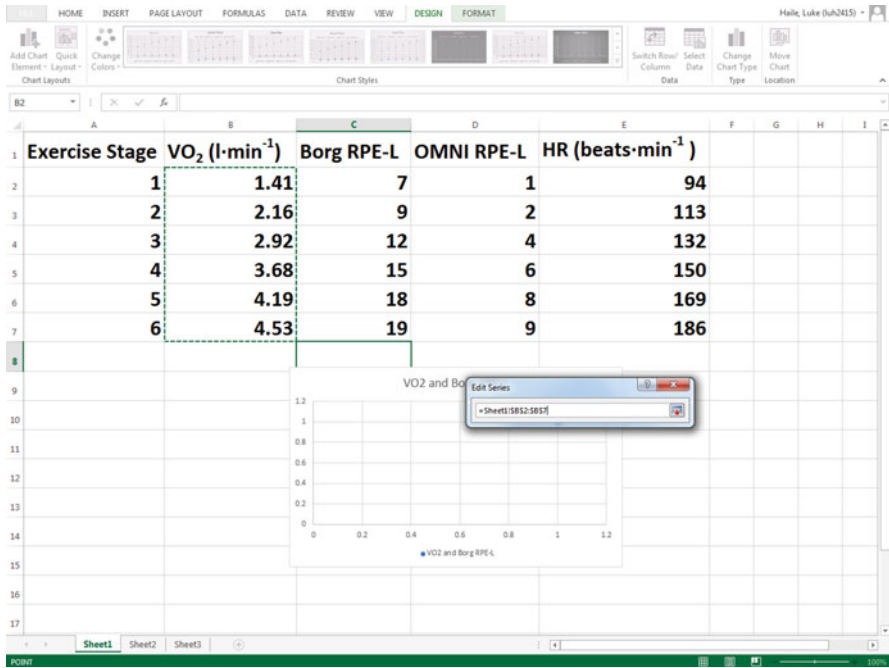 FILE HOME INSERT PAGE LAYOUT FORMULAS DATA REVIEW VIEW DESIGN FORMAT Haile, Luke (luh2415)
Add Chart Element Quick Layout Change Colors Switch Row/ Column Select Data Change Chart Type Move Chart
Chart Layouts Chart Styles Data Type Location
B2 fx =
A B C D E F G H I
1 Exercise Stage VO₂ (l·min⁻¹) Borg RPE-L OMNI RPE-L HR (beats·min⁻¹ )
2 1 1.41 7 1 94
3 2 2.16 9 2 113
4 3 2.92 12 4 132
5 4 3.68 15 6 150
6 5 4.19 18 8 169
7 6 4.53 19 9 186
8
9 VO2 and Bo Edit Series
=Sheet1!$B$2:$B$7
1.2
10 1
0.8
11
0.6
12
0.4
13 0.2
0
14 0 0.2 0.4 0.6 0.8 1 1.2
VO2 and Borg RPE-L
15
16
17
Sheet1 Sheet2 Sheet3
POINT 100%